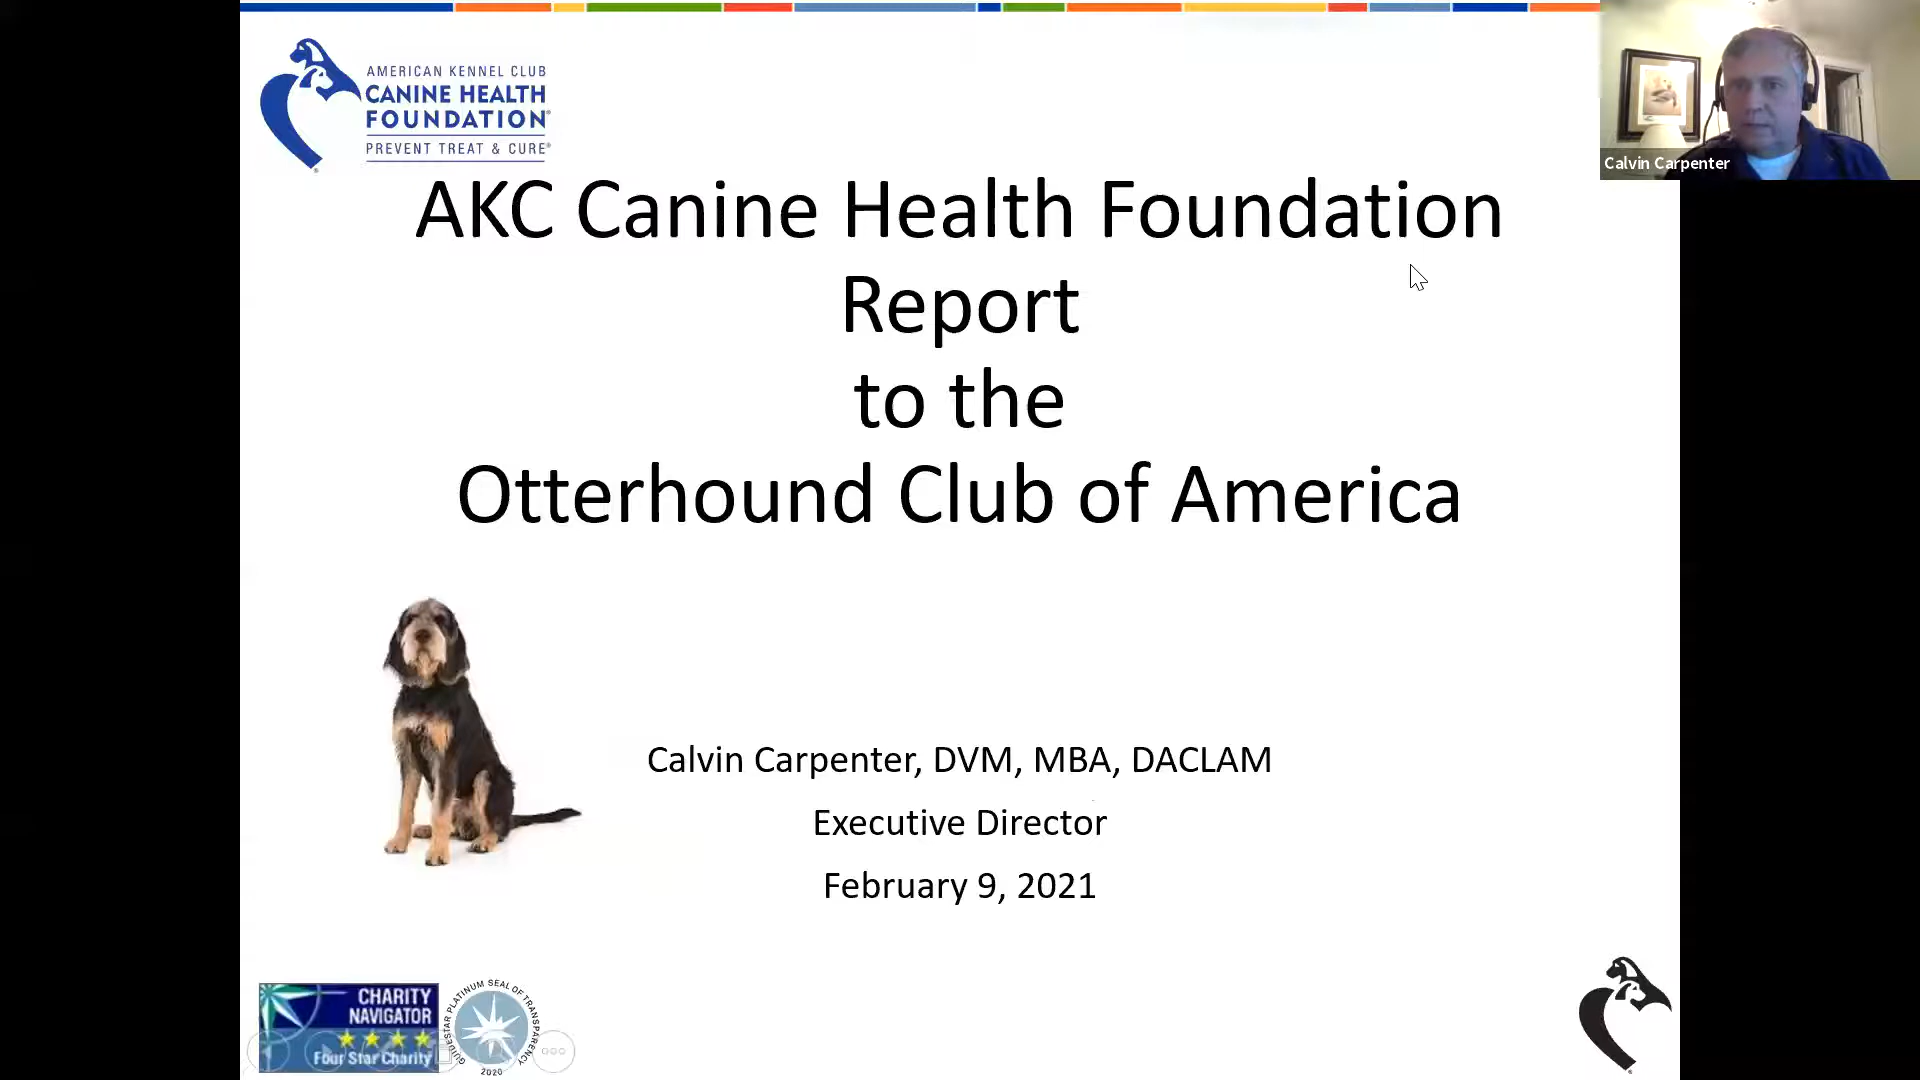 AMERICAN KENNEL CLUB
CANINE HEALTH
FOUNDATION®
PREVENT TREAT & CURE®
Calvin Carpenter
AKC Canine Health Foundation
Report
to the
Otterhound Club of America
Calvin Carpenter, DVM, MBA, DACLAM
Executive Director
February 9, 2021
CHARITY
NAVIGATOR
Four Star Charity
GUIDESTAR PLATINUM SEAL OF TRANSPARENCY
2020